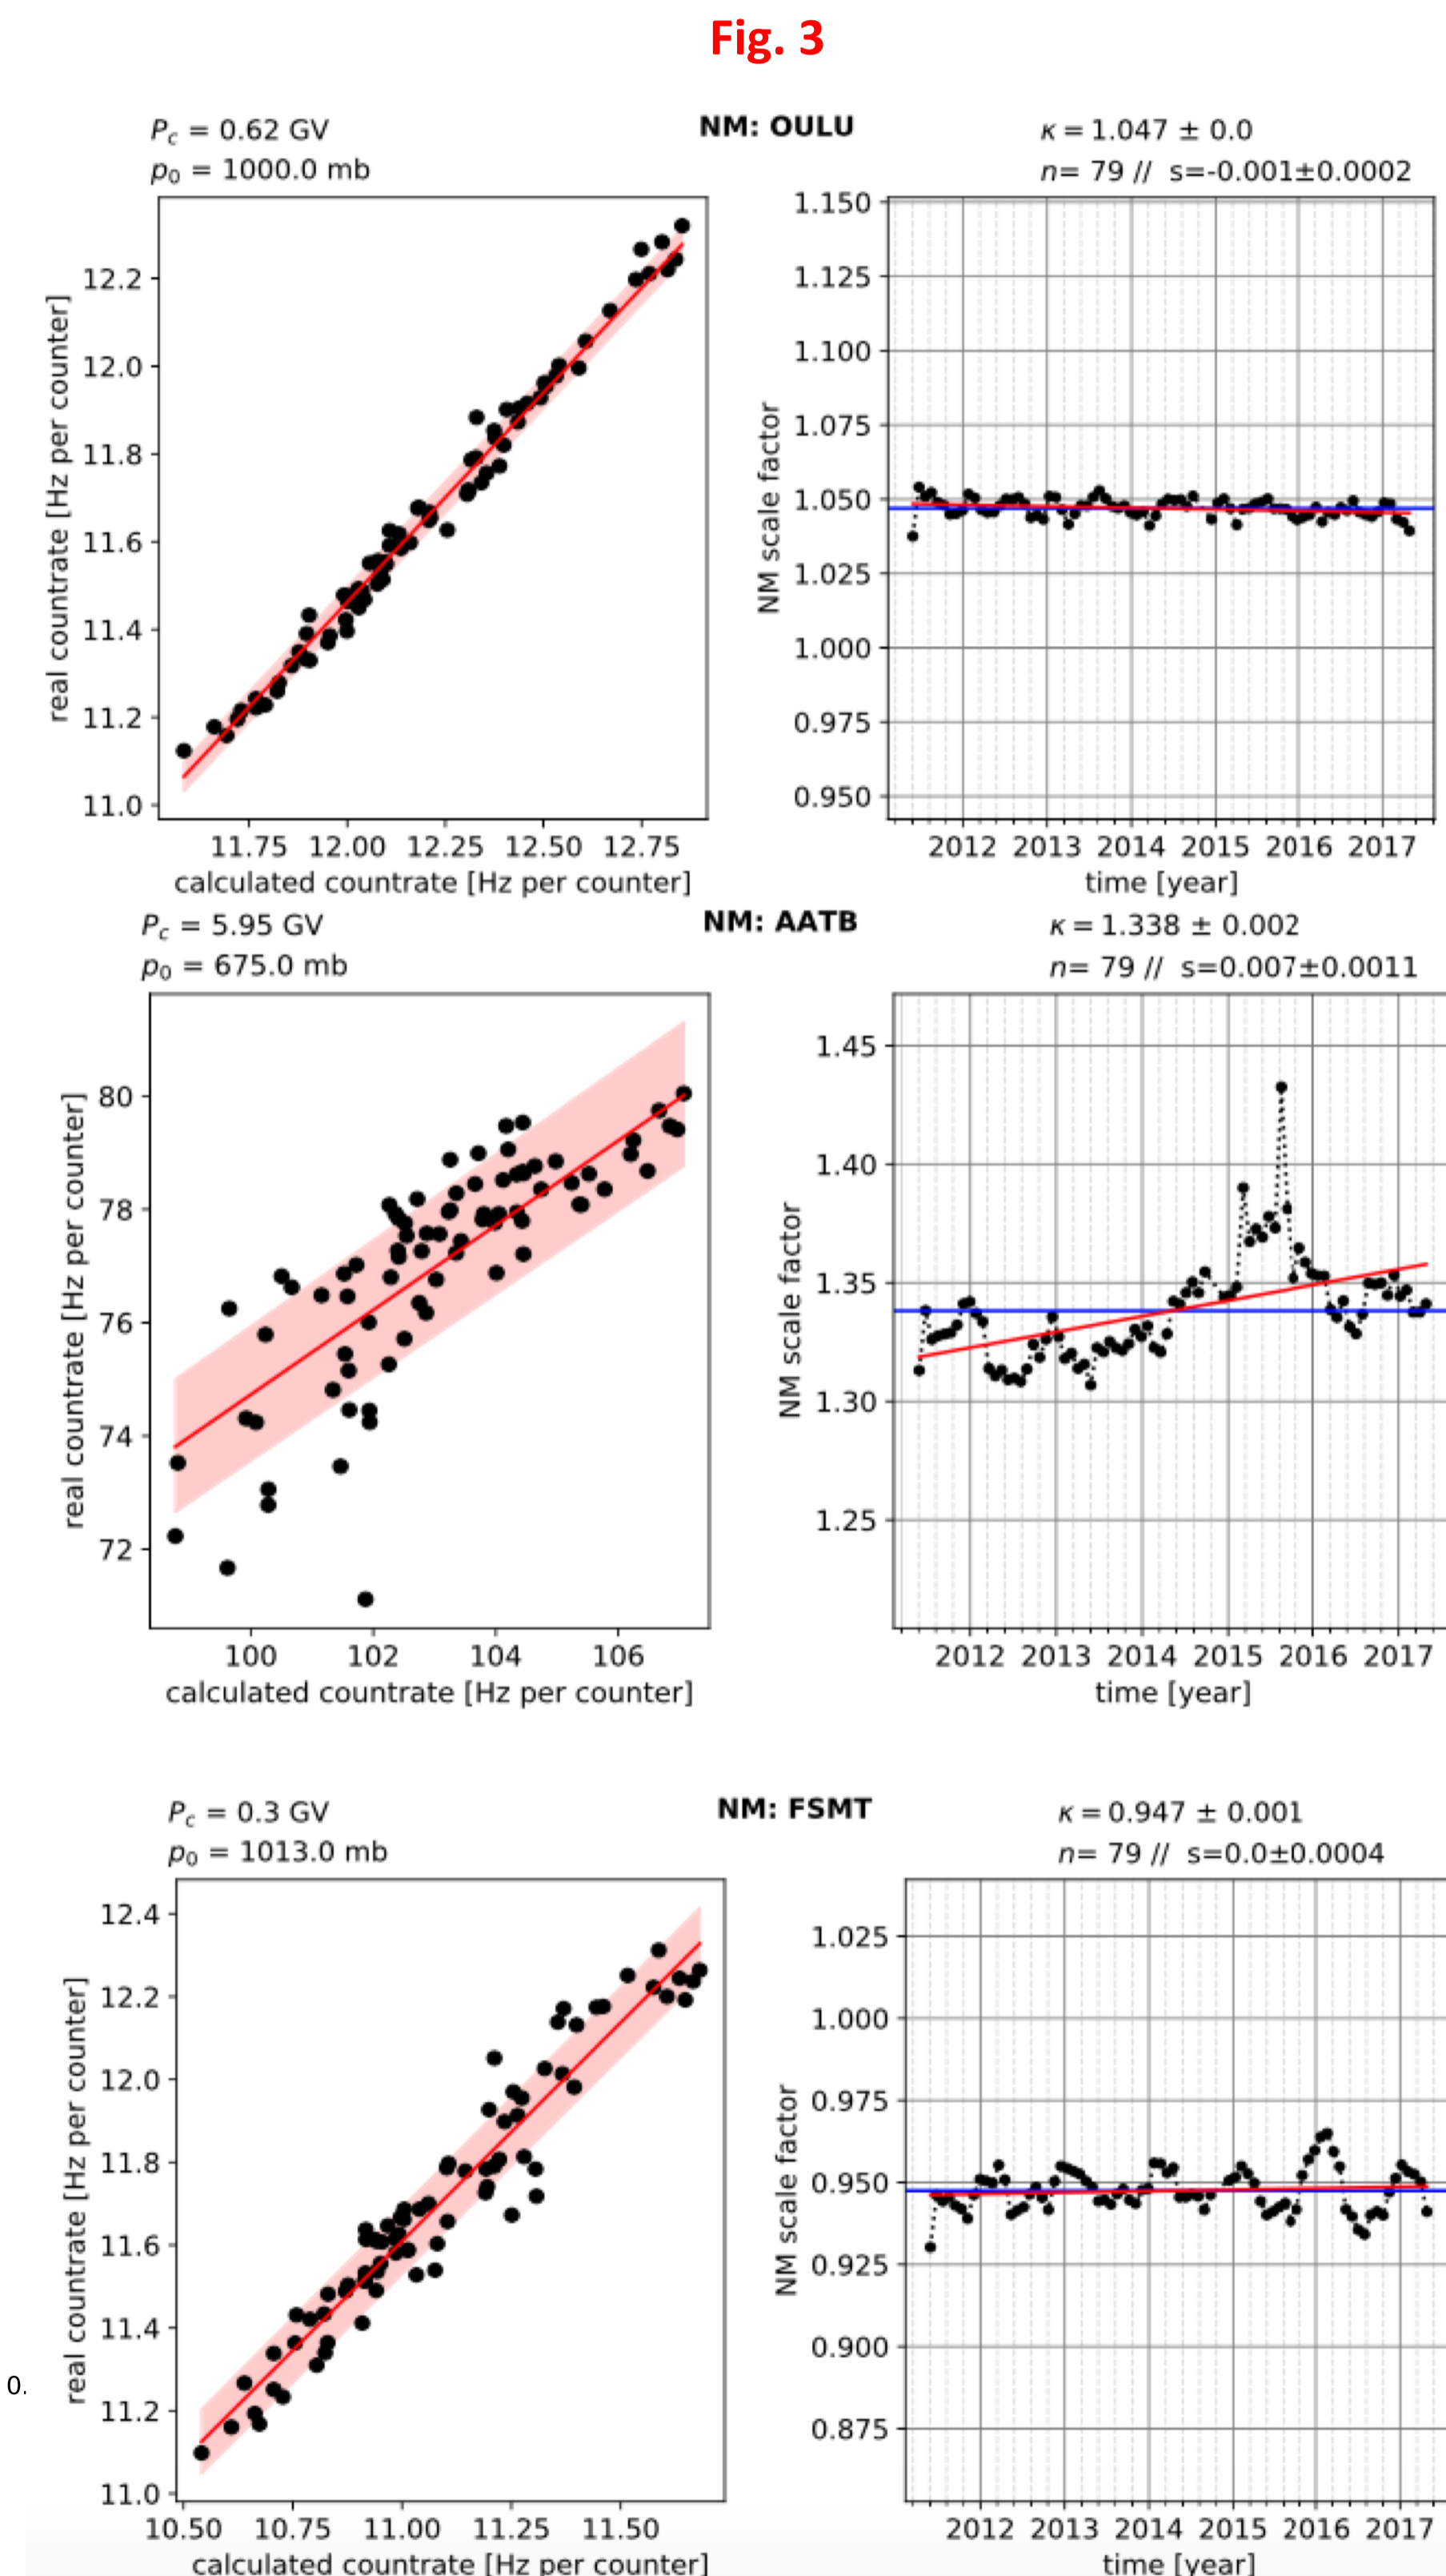 Fig. 3
P_c = 0.62 GV
p_0 = 1000.0 mb
NM: OULU
κ = 1.047 ± 0.0
n= 79 // s=-0.001±0.0002
real countrate [Hz per counter]
12.2
12.0
11.8
11.6
11.4
11.2
11.0
11.75 12.00 12.25 12.50 12.75
calculated countrate [Hz per counter]
NM scale factor
1.150
1.125
1.100
1.075
1.050
1.025
1.000
0.975
0.950
2012 2013 2014 2015 2016 2017
time [year]
P_c = 5.95 GV
p_0 = 675.0 mb
NM: AATB
κ = 1.338 ± 0.002
n= 79 // s=0.007±0.0011
real countrate [Hz per counter]
80
78
76
74
72
100 102 104 106
calculated countrate [Hz per counter]
NM scale factor
1.45
1.40
1.35
1.30
1.25
2012 2013 2014 2015 2016 2017
time [year]
P_c = 0.3 GV
p_0 = 1013.0 mb
NM: FSMT
κ = 0.947 ± 0.001
n= 79 // s=0.0±0.0004
real countrate [Hz per counter]
12.4
12.2
12.0
11.8
11.6
11.4
11.2
11.0
0.
10.50 10.75 11.00 11.25 11.50
calculated countrate [Hz per counter]
NM scale factor
1.025
1.000
0.975
0.950
0.925
0.900
0.875
2012 2013 2014 2015 2016 2017
time [year]